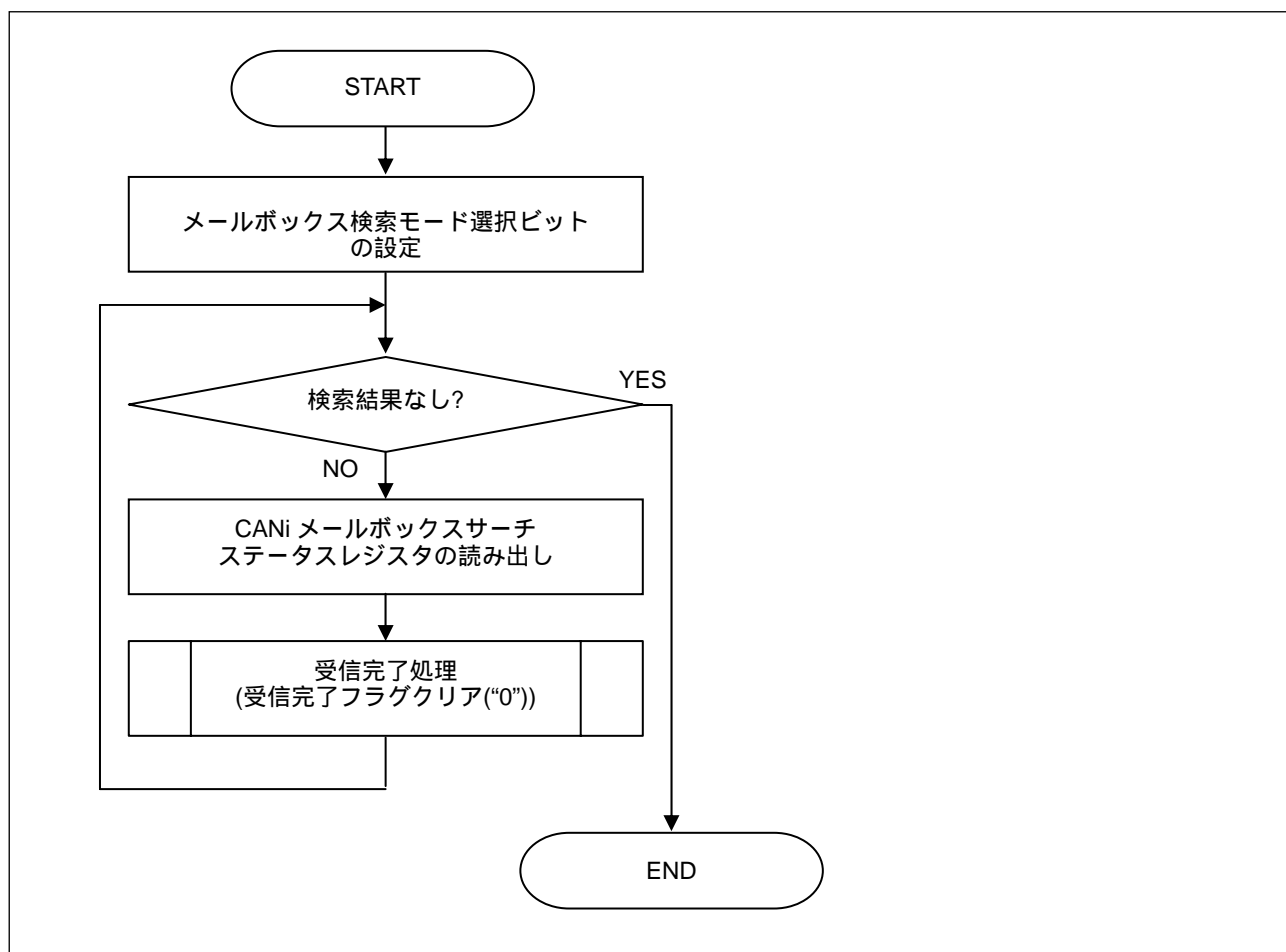 START
メールボックス検索モード選択ビット
の設定
検索結果なし?
YES
NO
CANi メールボックスサーチ
ステータスレジスタの読み出し
受信完了処理
(受信完了フラグクリア(“0”))
END